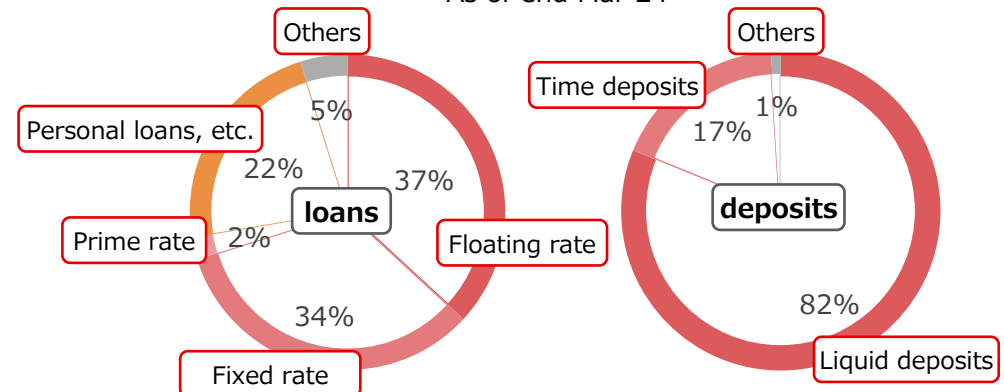 Others
Personal loans, etc.
5%
22%
37%
loans
Prime rate
2%
Floating rate
34%
Fixed rate
Others
Time deposits
1%
17%
deposits
82%
Liquid deposits